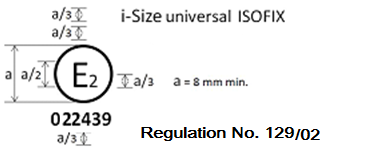 a/3 i-Size universal ISOFIX
a/3
a a/2 E2 a/3 a = 8 mm min.
022439
a/3 Regulation No. 129/02